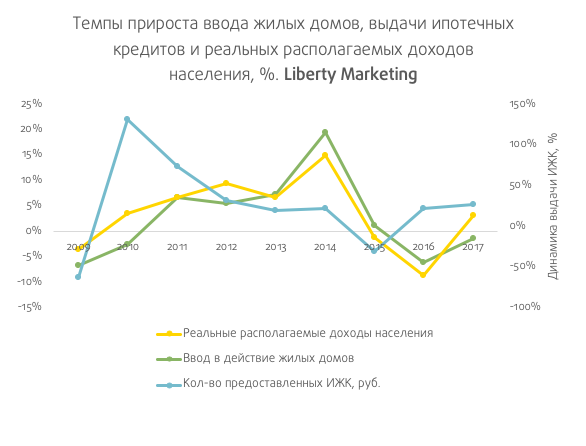 Темпы прироста ввода жилых домов, выдачи ипотечных
кредитов и реальных располагаемых доходов
населения, %. Liberty Marketing
25%
20%
15%
10%
5%
0%
-5%
-10%
-15%
150%
100%
50%
0%
-50%
-100%
Динамика выдачи ИЖК, %
2009 2010 2011 2012 2013 2014 2015 2016 2017
Реальные располагаемые доходы населения
Ввод в действие жилых домов
Кол-во предоставленных ИЖК, руб.